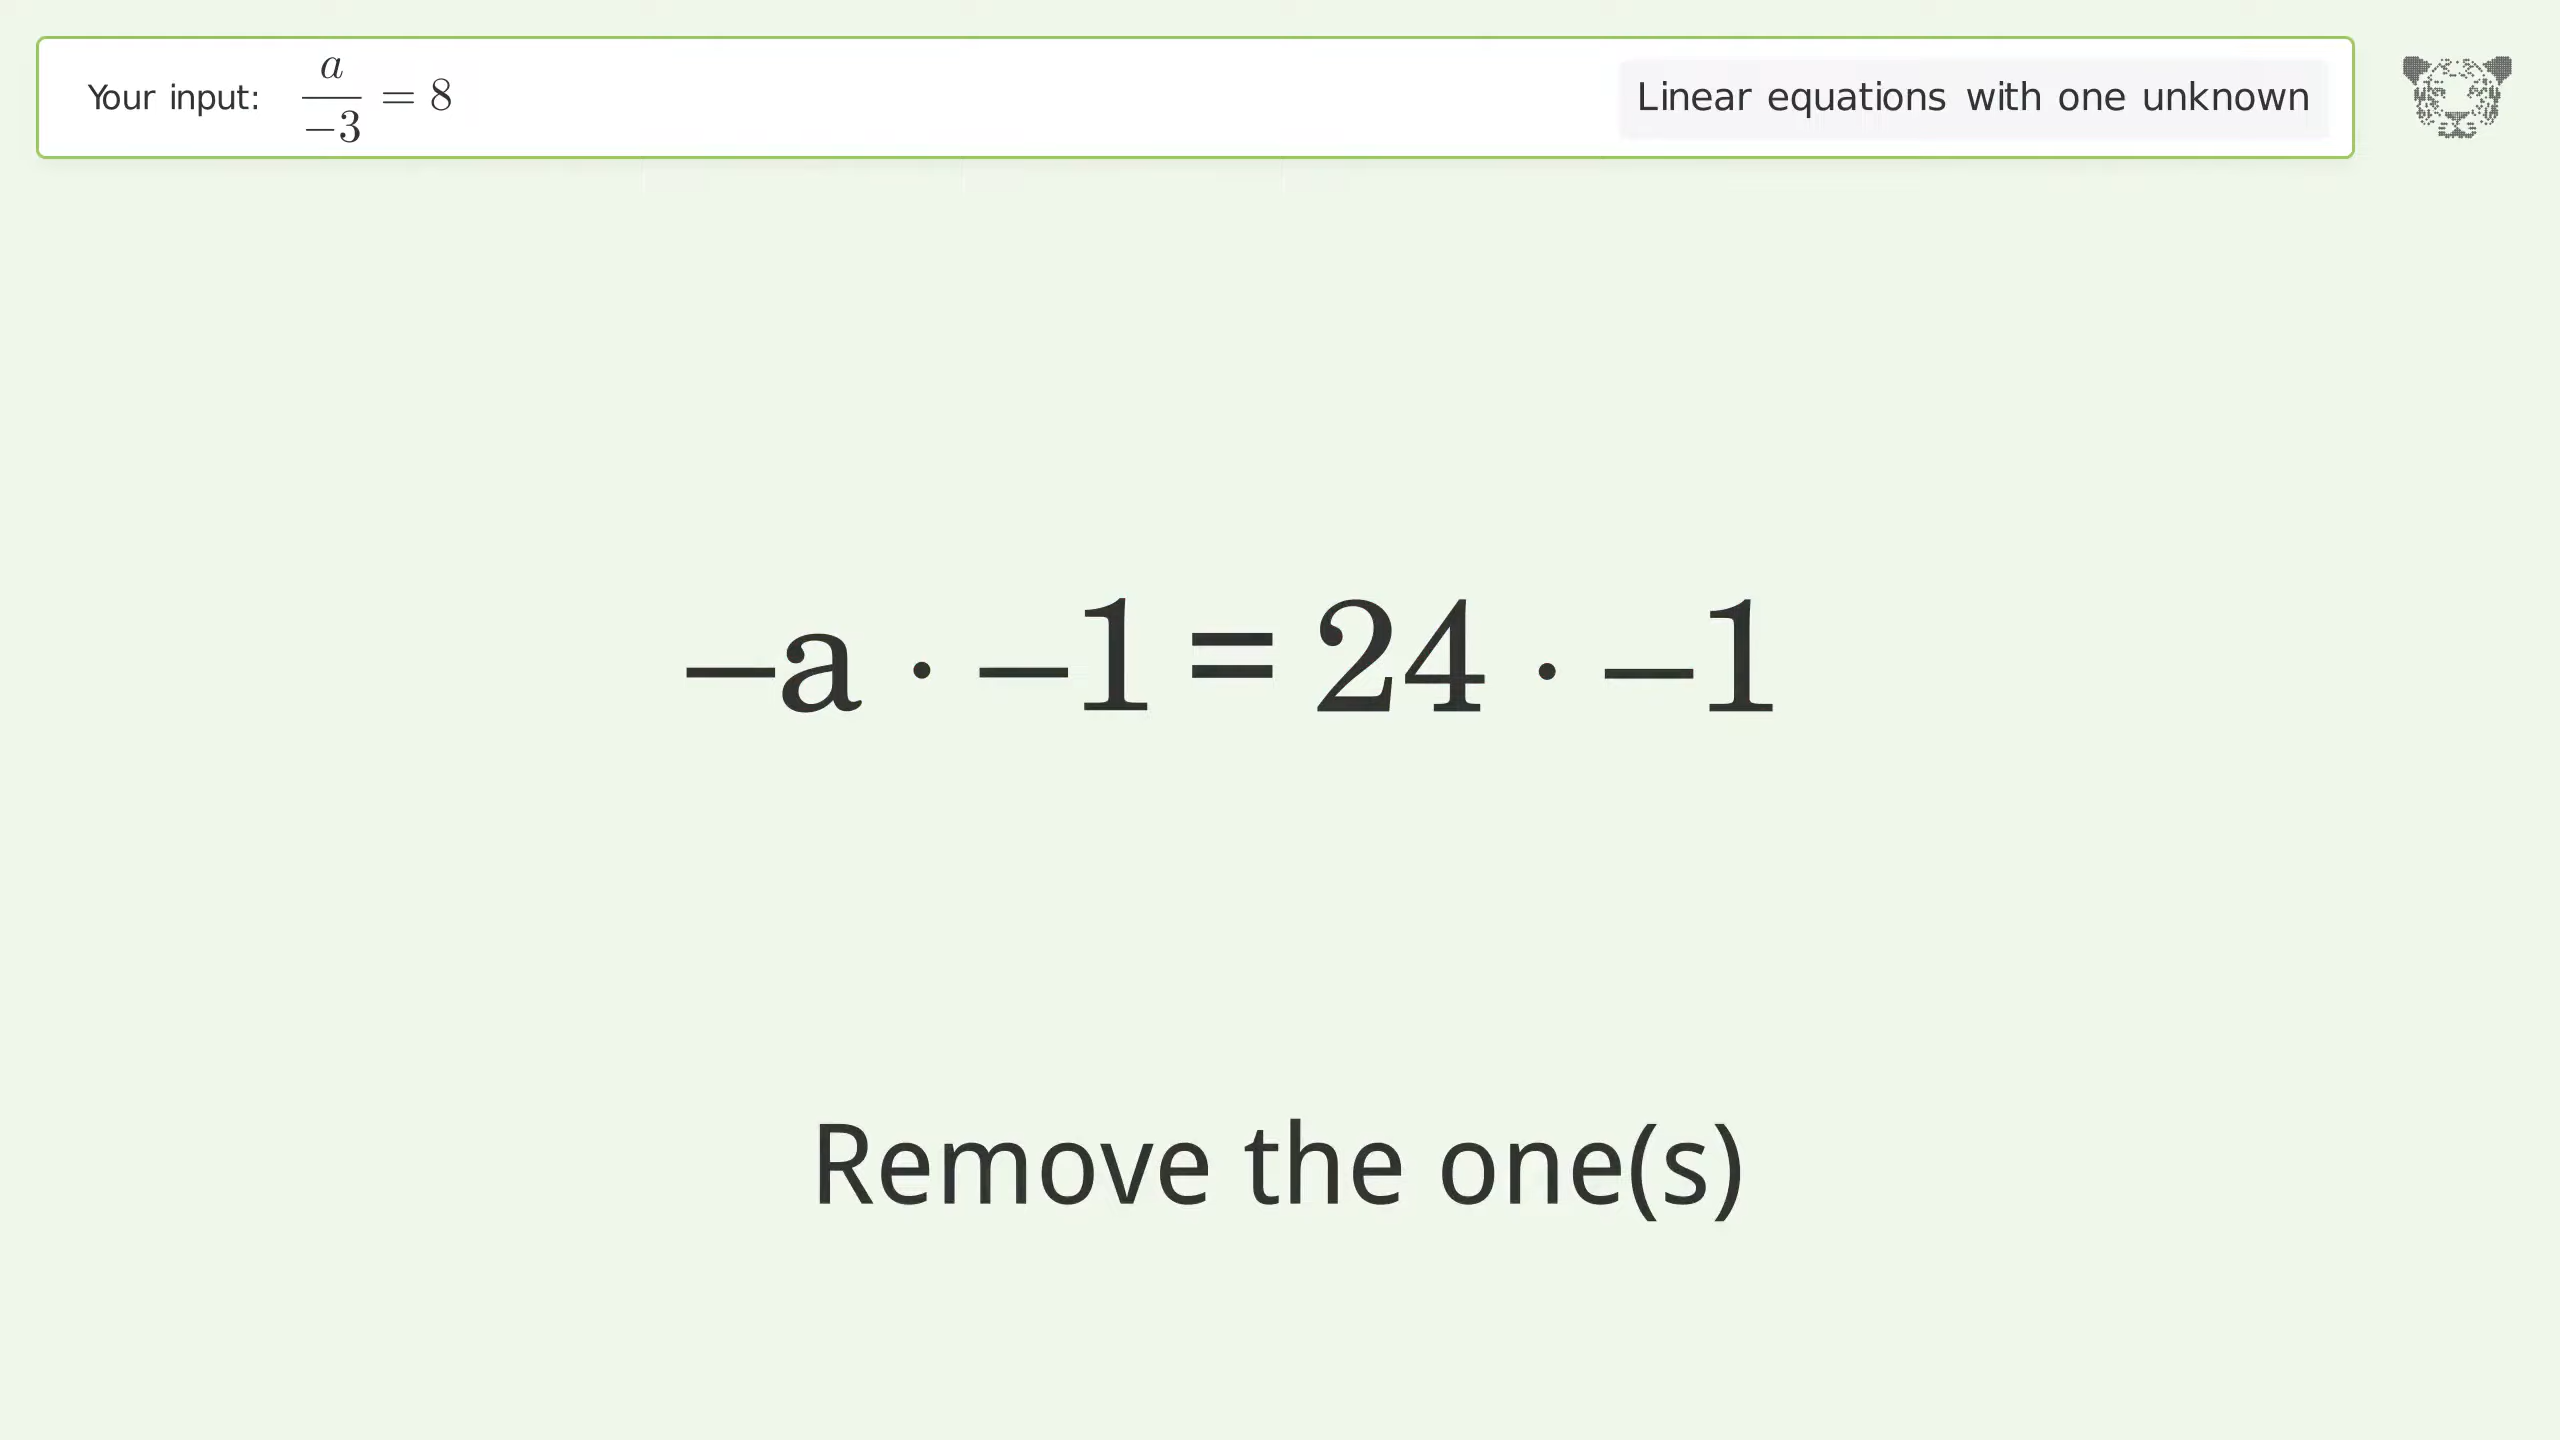 Your input: a/−3 = 8
Linear equations with one unknown
−a · −1 = 24 · −1
Remove the one(s)